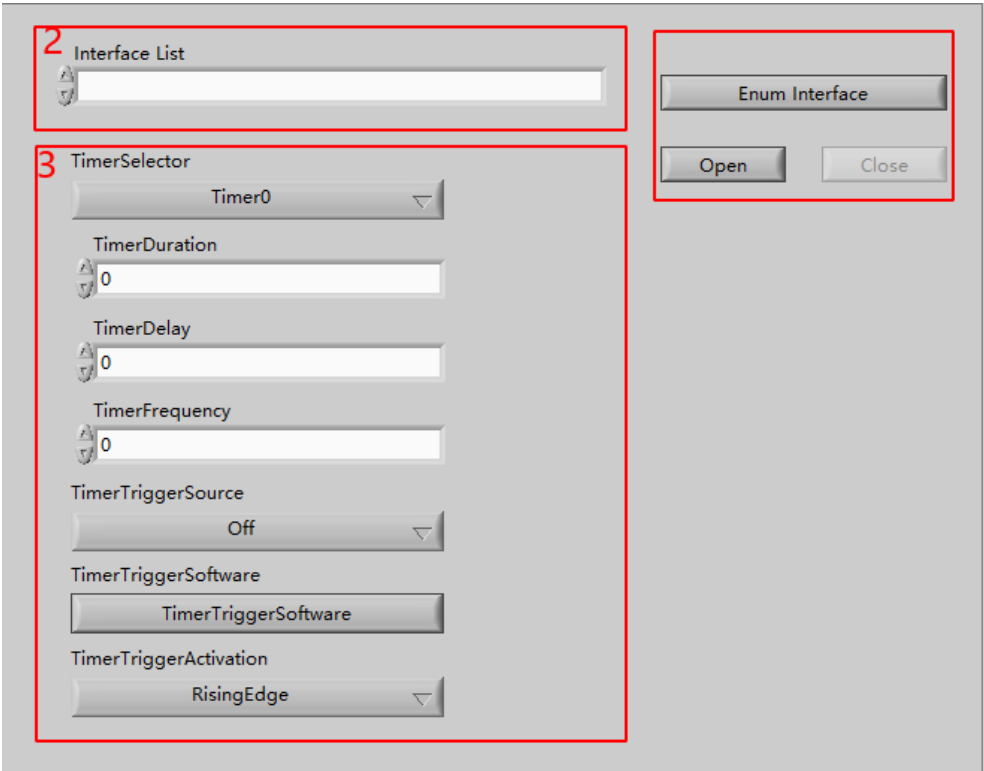 2
Interface List
Enum Interface
Open
Close
3
TimerSelector
Timer0
TimerDuration
0
TimerDelay
0
TimerFrequency
0
TimerTriggerSource
Off
TimerTriggerSoftware
TimerTriggerSoftware
TimerTriggerActivation
RisingEdge